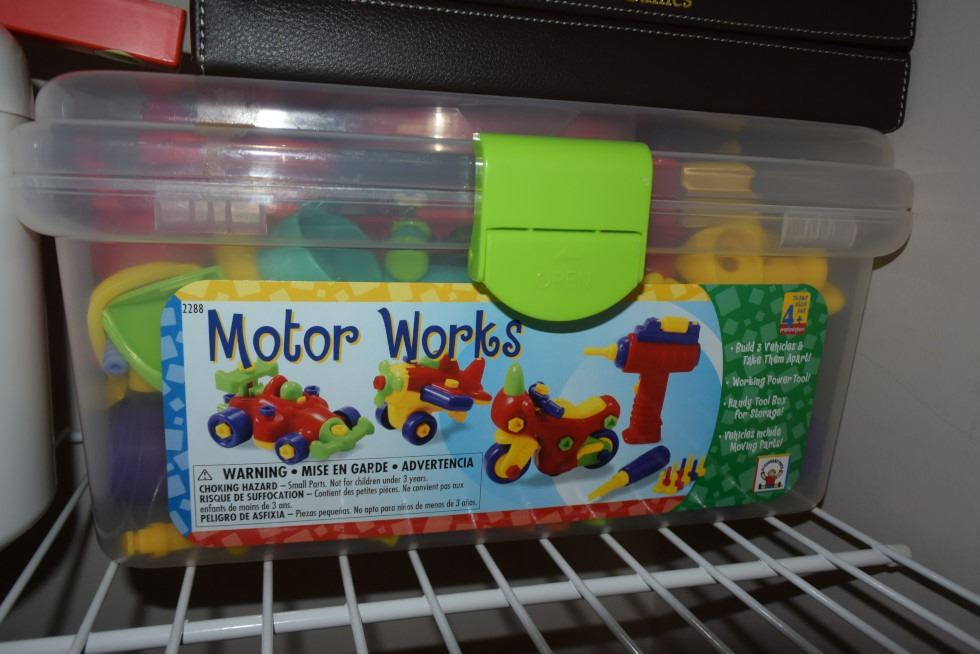 OPEN
2288
Motor Works
4+
• Build 3 Vehicles &
Take Them Apart!
• Working Power Tool!
• Handy Tool Box
for Storage!
• Vehicles Include
Moving Parts!
WARNING • MISE EN GARDE • ADVERTENCIA
CHOKING HAZARD – Small Parts. Not for children under 3 years.
RISQUE DE SUFFOCATION – Contient des petites pièces. Ne convient pas aux
enfants de moins de 3 ans.
PELIGRO DE ASFIXIA – Piezas pequeñas. No apto para niños de menos de 3 años.